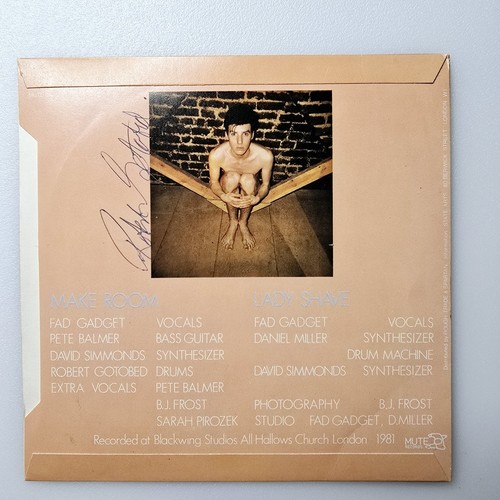 Robert Gotobed
MAKE ROOM
FAD GADGET VOCALS
PETE BALMER BASS GUITAR
DAVID SIMMONDS SYNTHESIZER
ROBERT GOTOBED DRUMS
EXTRA VOCALS PETE BALMER
B.J. FROST
SARAH PIROZEK
LADY SHAVE
FAD GADGET VOCALS
DANIEL MILLER SYNTHESIZER
DRUM MACHINE
DAVID SIMMONDS SYNTHESIZER
PHOTOGRAPHY B.J. FROST
STUDIO FAD GADGET, D.MILLER
Recorded at Blackwing Studios All Hallows Church London 1981
MUTE